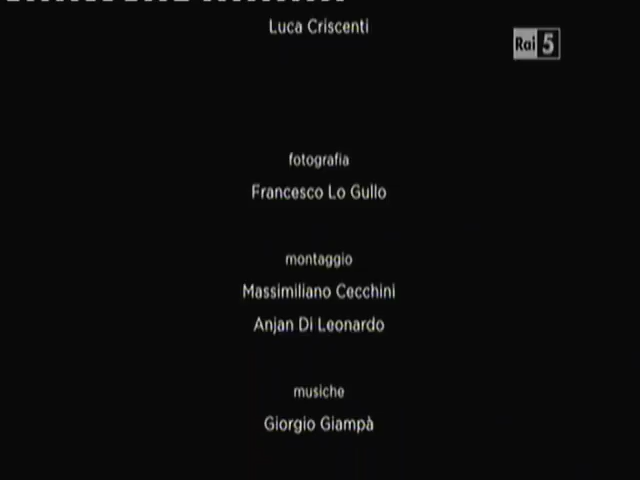 Luca Criscenti
Rai 5
fotografia
Francesco Lo Gullo
montaggio
Massimiliano Cecchini
Anjan Di Leonardo
musiche
Giorgio Giampà